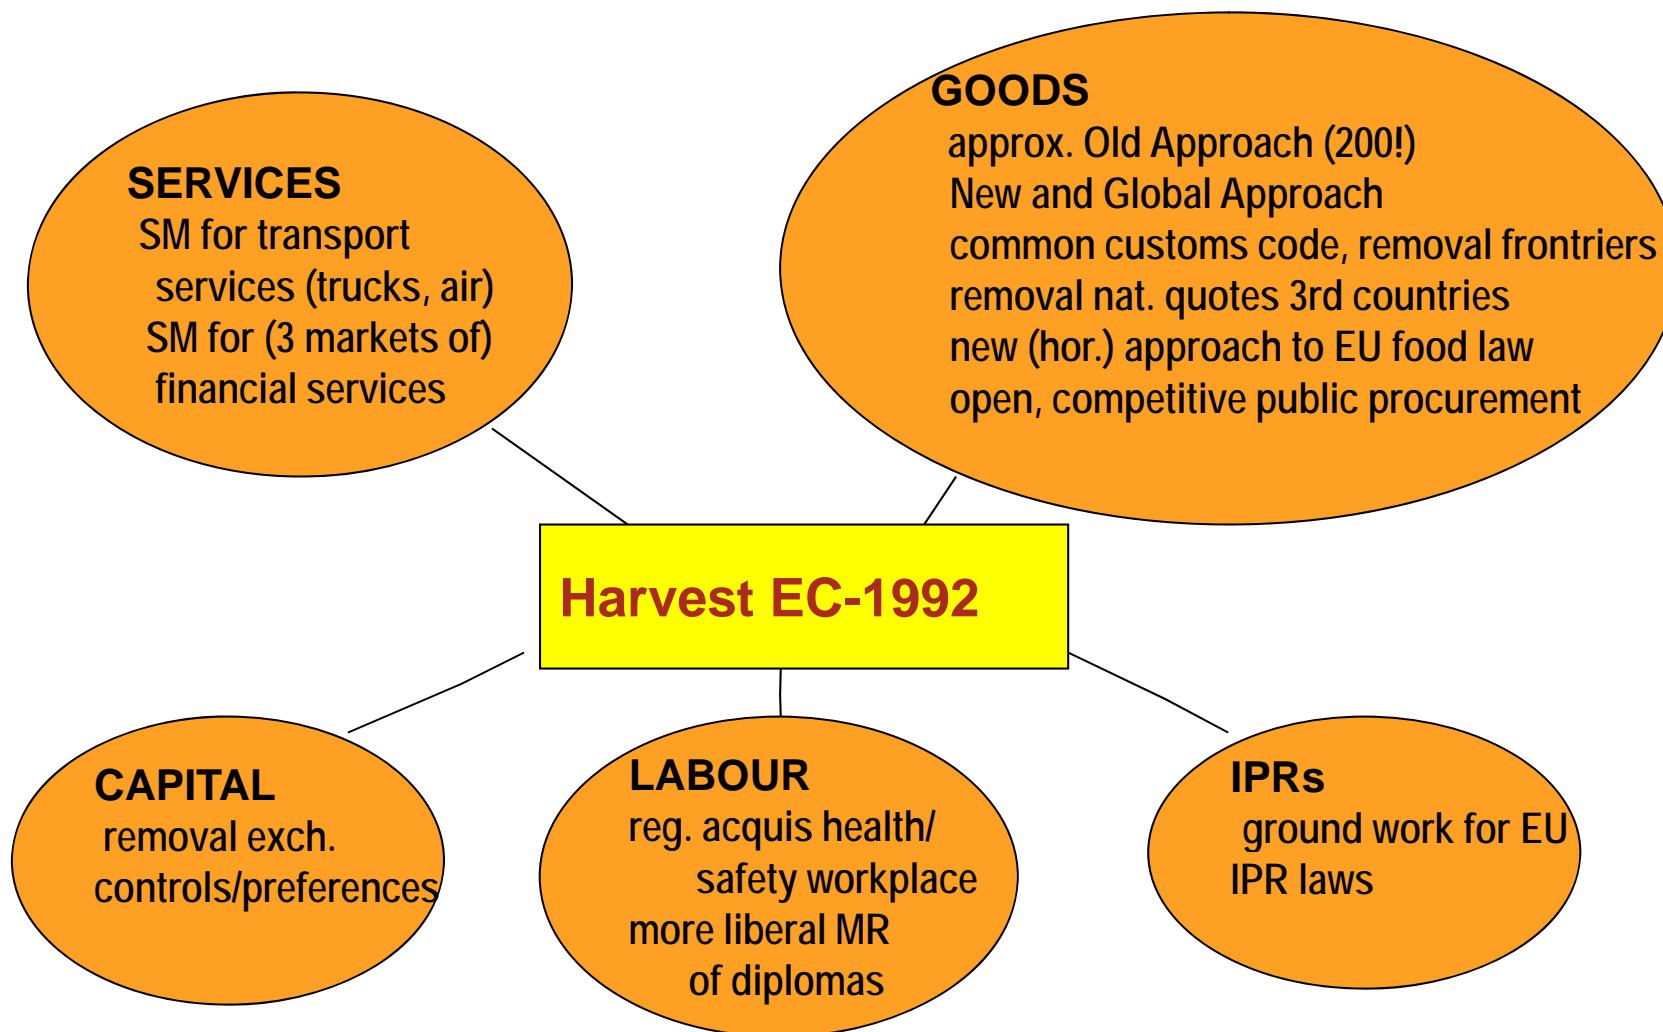 SERVICES
SM for transport
services (trucks, air)
SM for (3 markets of)
financial services
GOODS
approx. Old Approach (200!)
New and Global Approach
common customs code, removal frontriers
removal nat. quotes 3rd countries
new (hor.) approach to EU food law
open, competitive public procurement
Harvest EC-1992
CAPITAL
removal exch.
controls/preferences
LABOUR
reg. acquis health/
safety workplace
more liberal MR
of diplomas
IPRs
ground work for EU
IPR laws